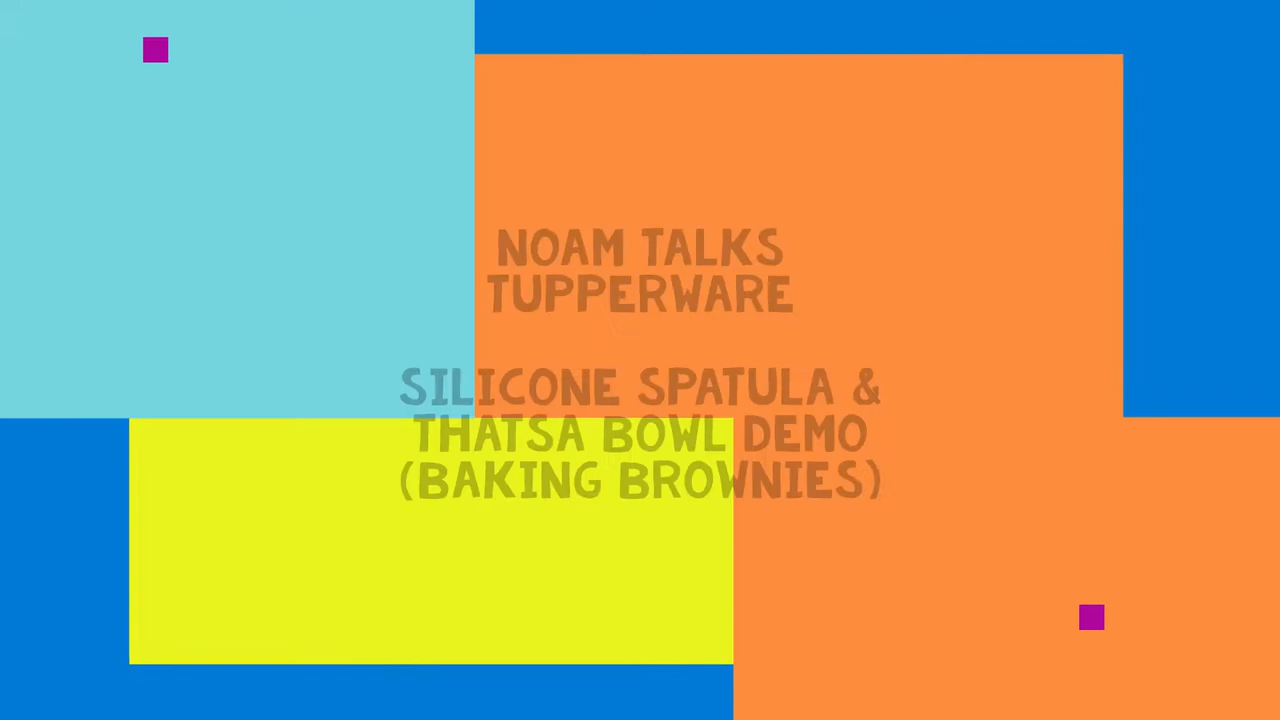 NOAM TALKS
TUPPERWARE
SILICONE SPATULA &
THATSA BOWL DEMO
(BAKING BROWNIES)